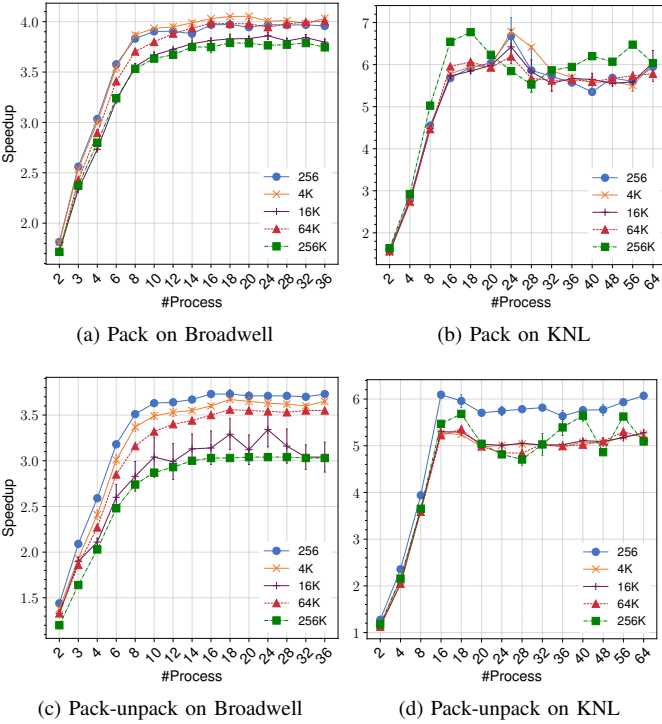 4.0
3.5
3.0
2.5
2.0
Speedup
256
4K
16K
64K
256K
2 3 4 6 8 10 12 14 16 18 20 24 28 32 36
#Process
(a) Pack on Broadwell
7
6
5
4
3
2
Speedup
256
4K
16K
64K
256K
2 4 8 16 18 20 24 28 32 36 40 48 56 64
#Process
(b) Pack on KNL
3.5
3.0
2.5
2.0
1.5
Speedup
256
4K
16K
64K
256K
2 3 4 6 8 10 12 14 16 18 20 24 28 32 36
#Process
(c) Pack-unpack on Broadwell
6
5
4
3
2
1
Speedup
256
4K
16K
64K
256K
2 4 8 16 18 20 24 28 32 36 40 48 56 64
#Process
(d) Pack-unpack on KNL